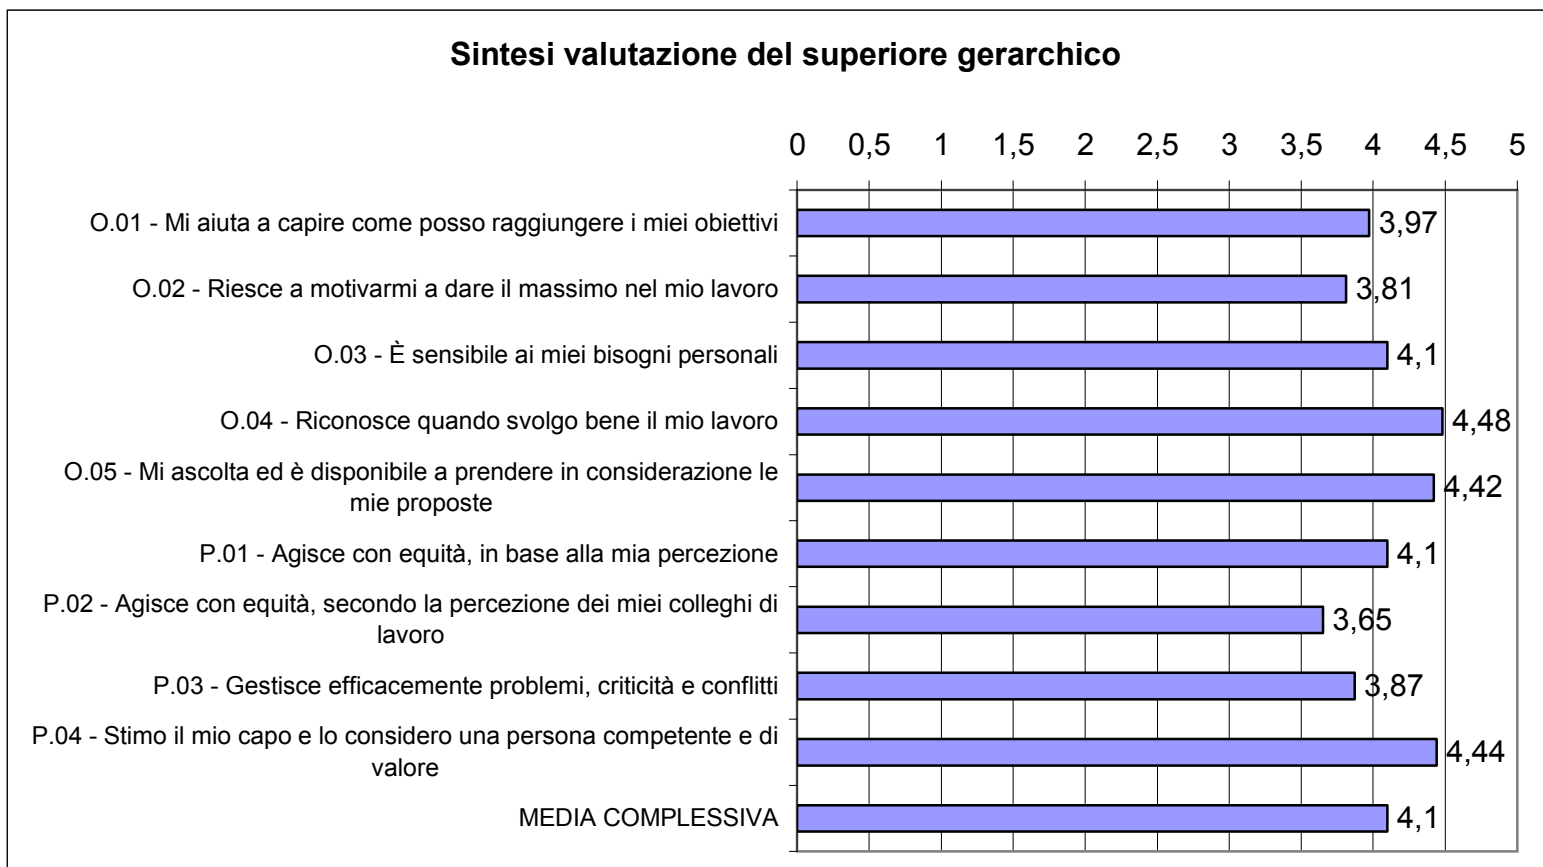 Sintesi valutazione del superiore gerarchico
0 0,5 1 1,5 2 2,5 3 3,5 4 4,5 5
O.01 - Mi aiuta a capire come posso raggiungere i miei obiettivi 3,97
O.02 - Riesce a motivarmi a dare il massimo nel mio lavoro 3,81
O.03 - È sensibile ai miei bisogni personali 4,1
O.04 - Riconosce quando svolgo bene il mio lavoro 4,48
O.05 - Mi ascolta ed è disponibile a prendere in considerazione le
mie proposte 4,42
P.01 - Agisce con equità, in base alla mia percezione 4,1
P.02 - Agisce con equità, secondo la percezione dei miei colleghi di
lavoro 3,65
P.03 - Gestisce efficacemente problemi, criticità e conflitti 3,87
P.04 - Stimo il mio capo e lo considero una persona competente e di
valore 4,44
MEDIA COMPLESSIVA 4,1